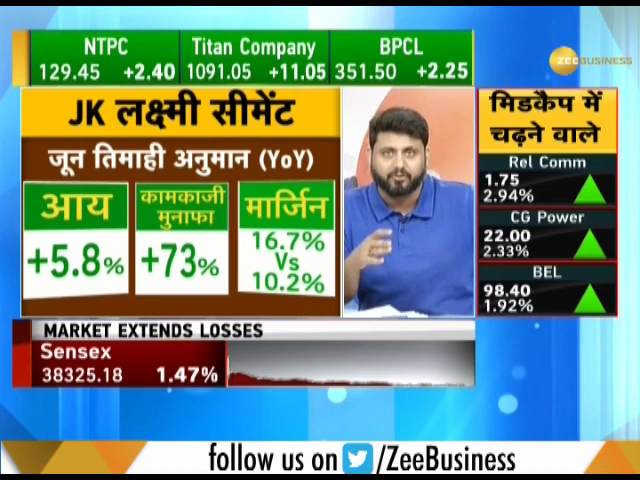 NTPC
129.45 +2.40
Titan Company
1091.05 +11.05
BPCL
351.50 +2.25
ZEEBUSINESS
JK लक्ष्मी सीमेंट
जून तिमाही अनुमान (YoY)
आय
+5.8%
कामकाजी
मुनाफा
+73%
मार्जिन
16.7%
Vs
10.2%
मिडकैप में
चढ़ने वाले
Rel Comm
1.75
2.94%
CG Power
22.00
2.33%
BEL
98.40
1.92%
MARKET EXTENDS LOSSES
Sensex
38325.18 1.47%
follow us on /ZeeBusiness